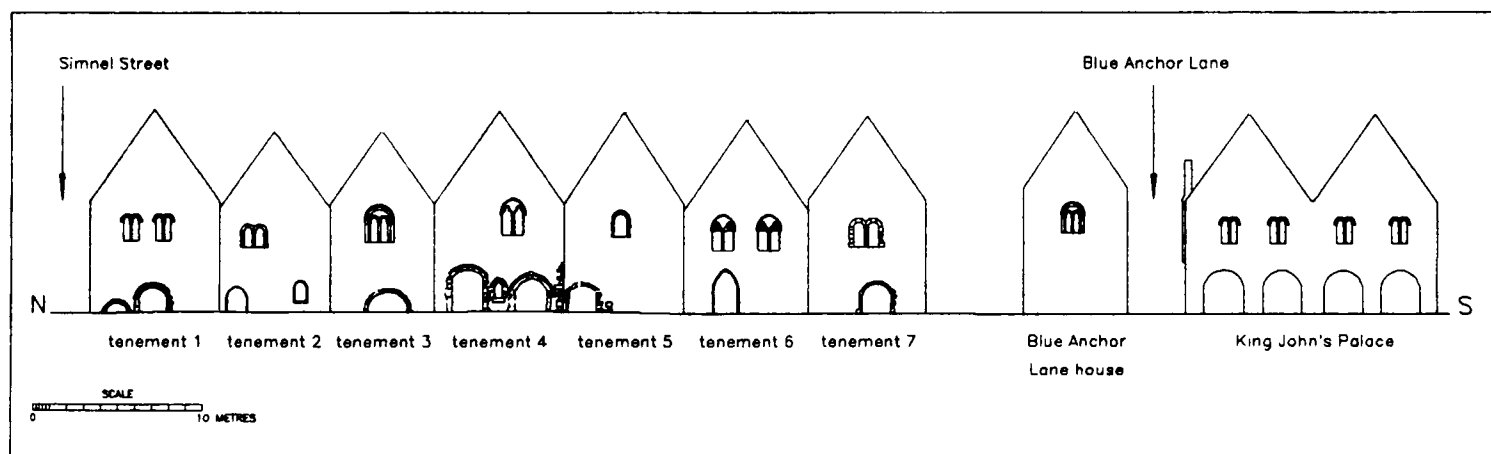 Simnel Street
Blue Anchor Lane
N
S
tenement 1
tenement 2
tenement 3
tenement 4
tenement 5
tenement 6
tenement 7
Blue Anchor
Lane house
King John's Palace
SCALE
0
10 METRES